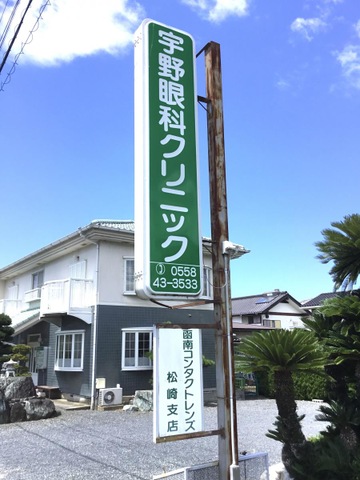 宇野眼科クリニック
0558
43-3533
函南コンタクトレンズ
松崎支店